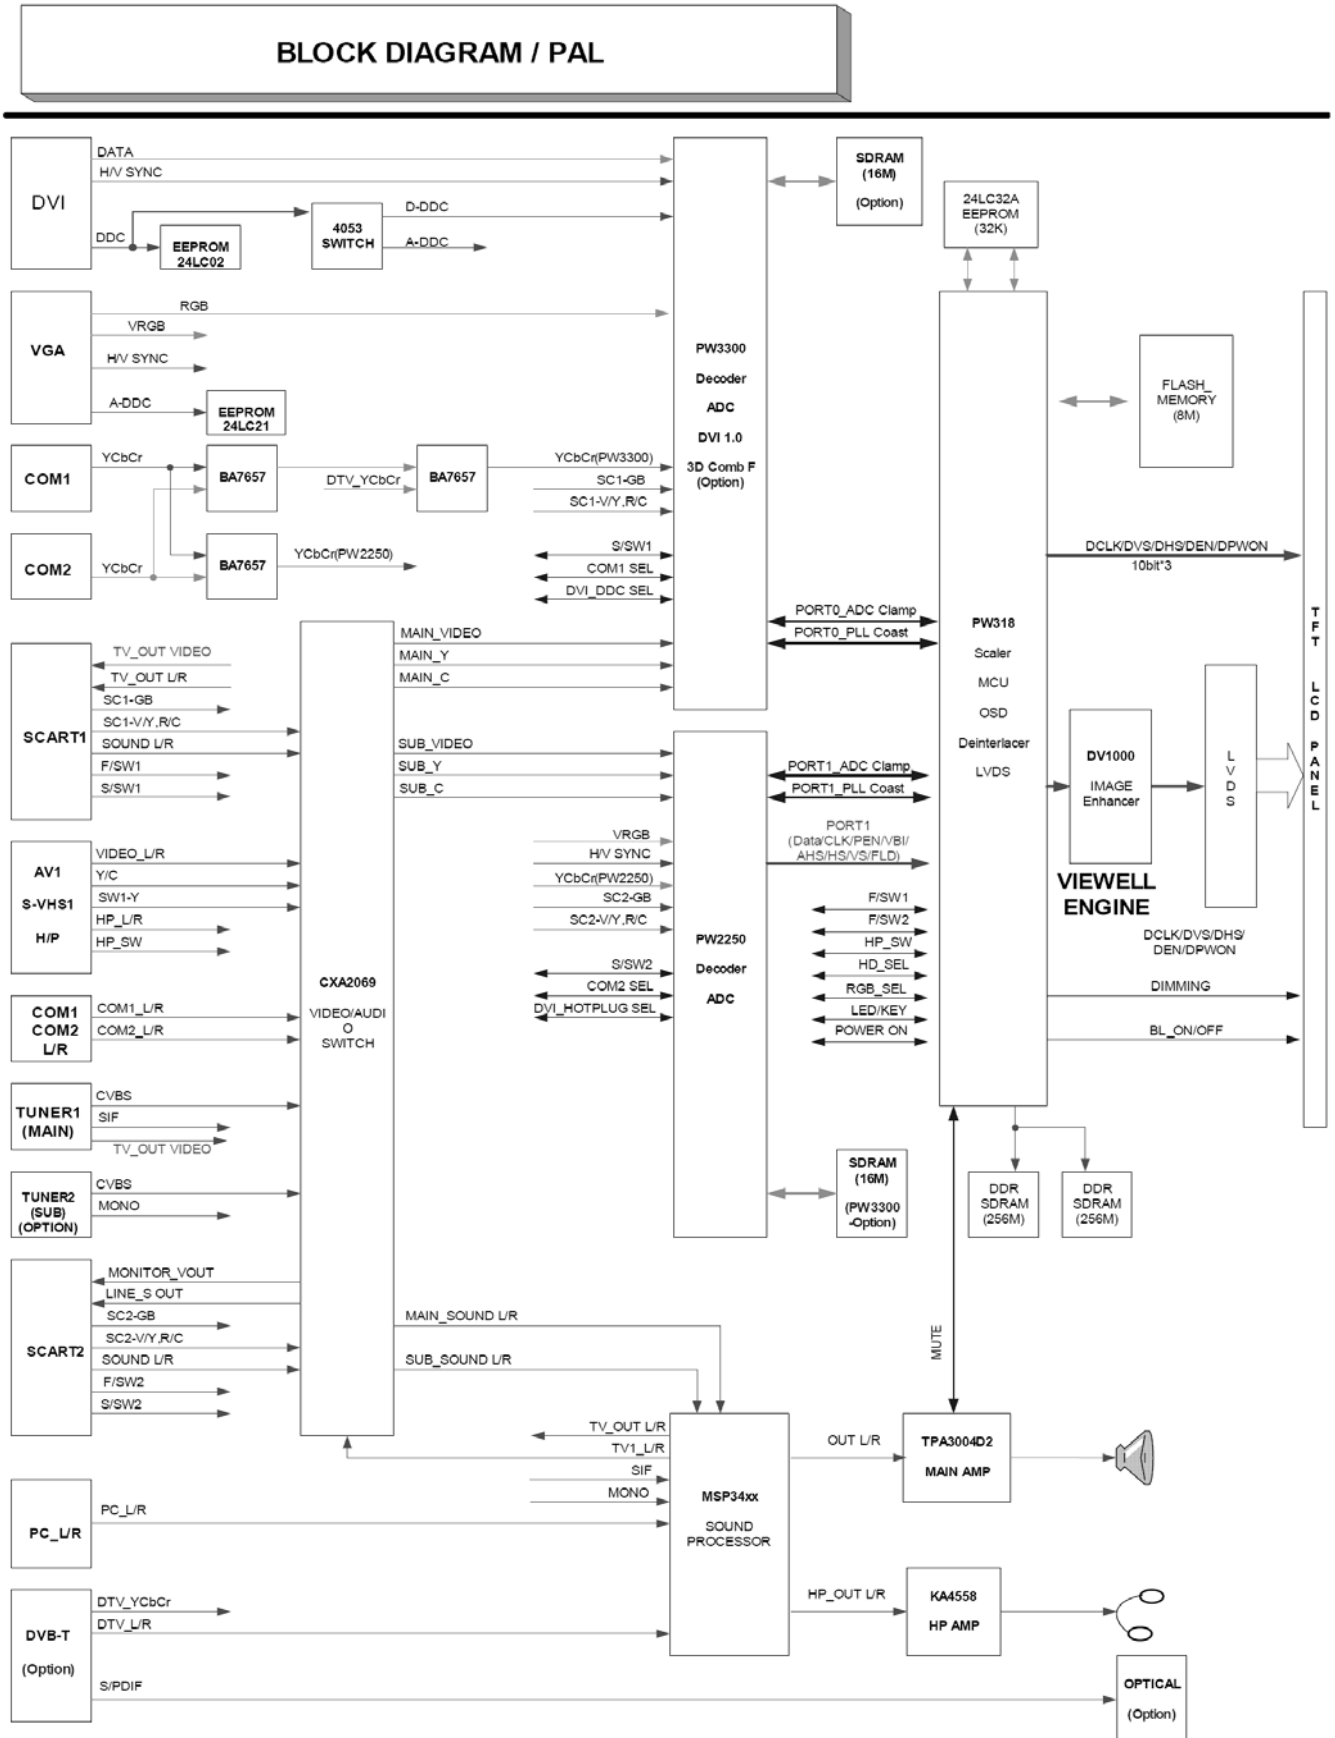 BLOCK DIAGRAM / PAL
DVI
DATA
H/V SYNC
DDC
EEPROM
24LC02
4053
SWITCH
D-DDC
A-DDC
VGA
RGB
VRGB
H/V SYNC
A-DDC
EEPROM
24LC21
COM1
YCbCr
BA7657
DTV_YCbCr
BA7657
YCbCr(PW3300)
SC1-GB
SC1-V/Y,R/C
COM2
YCbCr
BA7657
YCbCr(PW2250)
S/SW1
COM1 SEL
DVI_DDC SEL
PW3300
Decoder
ADC
DVI 1.0
3D Comb F
(Option)
SDRAM
(16M)
(Option)
24LC32A
EEPROM
(32K)
FLASH_
MEMORY
(8M)
DCLK/DVS/DHS/DEN/DPWON
10bit*3
PORT0_ADC Clamp
PORT0_PLL Coast
PW318
Scaler
MCU
OSD
Deinterlacer
LVDS
DV1000
IMAGE
Enhancer
VIEWELL
ENGINE
LVDS
TFT LCD PANEL
DCLK/DVS/DHS/
DEN/DPWON
DIMMING
BL_ON/OFF
SCART1
TV_OUT VIDEO
TV_OUT L/R
SC1-GB
SC1-V/Y,R/C
SOUND L/R
F/SW1
S/SW1
MAIN_VIDEO
MAIN_Y
MAIN_C
SUB_VIDEO
SUB_Y
SUB_C
CXA2069
VIDEO/AUDI
O
SWITCH
AV1
S-VHS1
H/P
VIDEO_L/R
Y/C
SW1-Y
HP_L/R
HP_SW
VRGB
H/V SYNC
YCbCr(PW2250)
SC2-GB
SC2-V/Y,R/C
S/SW2
COM2 SEL
DVI_HOTPLUG SEL
PW2250
Decoder
ADC
PORT1_ADC Clamp
PORT1_PLL Coast
PORT1
(Data/CLK/PEN/VBI/
AHS/HS/VS/FLD)
F/SW1
F/SW2
HP_SW
HD_SEL
RGB_SEL
LED/KEY
POWER ON
COM1
COM2
L/R
COM1_L/R
COM2_L/R
TUNER1
(MAIN)
CVBS
SIF
TV_OUT VIDEO
TUNER2
(SUB)
(OPTION)
CVBS
MONO
SDRAM
(16M)
(PW3300
-Option)
DDR
SDRAM
(256M)
DDR
SDRAM
(256M)
SCART2
MONITOR_VOUT
LINE_S OUT
SC2-GB
SC2-V/Y,R/C
SOUND L/R
F/SW2
S/SW2
MAIN_SOUND L/R
SUB_SOUND L/R
MUTE
TV_OUT L/R
TV1_L/R
SIF
MONO
MSP34xx
SOUND
PROCESSOR
OUT L/R
TPA3004D2
MAIN AMP
PC_L/R
PC_L/R
HP_OUT L/R
KA4558
HP AMP
DVB-T
(Option)
DTV_YCbCr
DTV_L/R
S/PDIF
OPTICAL
(Option)